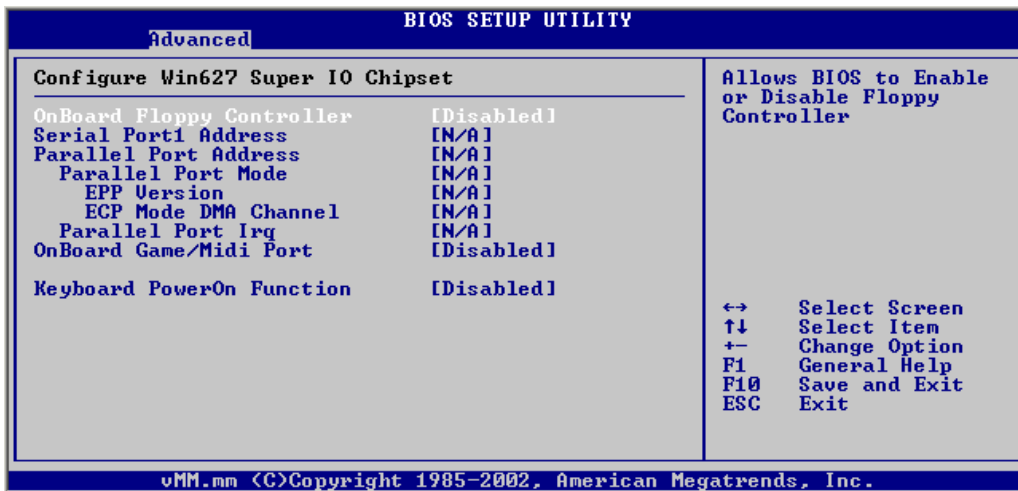 BIOS SETUP UTILITY
Advanced
Configure Win627 Super IO Chipset
OnBoard Floppy Controller [Disabled]
Serial Port1 Address [N/A]
Parallel Port Address [N/A]
Parallel Port Mode [N/A]
EPP Version [N/A]
ECP Mode DMA Channel [N/A]
Parallel Port Irq [N/A]
OnBoard Game/Midi Port [Disabled]
Keyboard PowerOn Function [Disabled]
Allows BIOS to Enable
or Disable Floppy
Controller
↔ Select Screen
↑↓ Select Item
+- Change Option
F1 General Help
F10 Save and Exit
ESC Exit
vMM.mm (C)Copyright 1985-2002, American Megatrends, Inc.